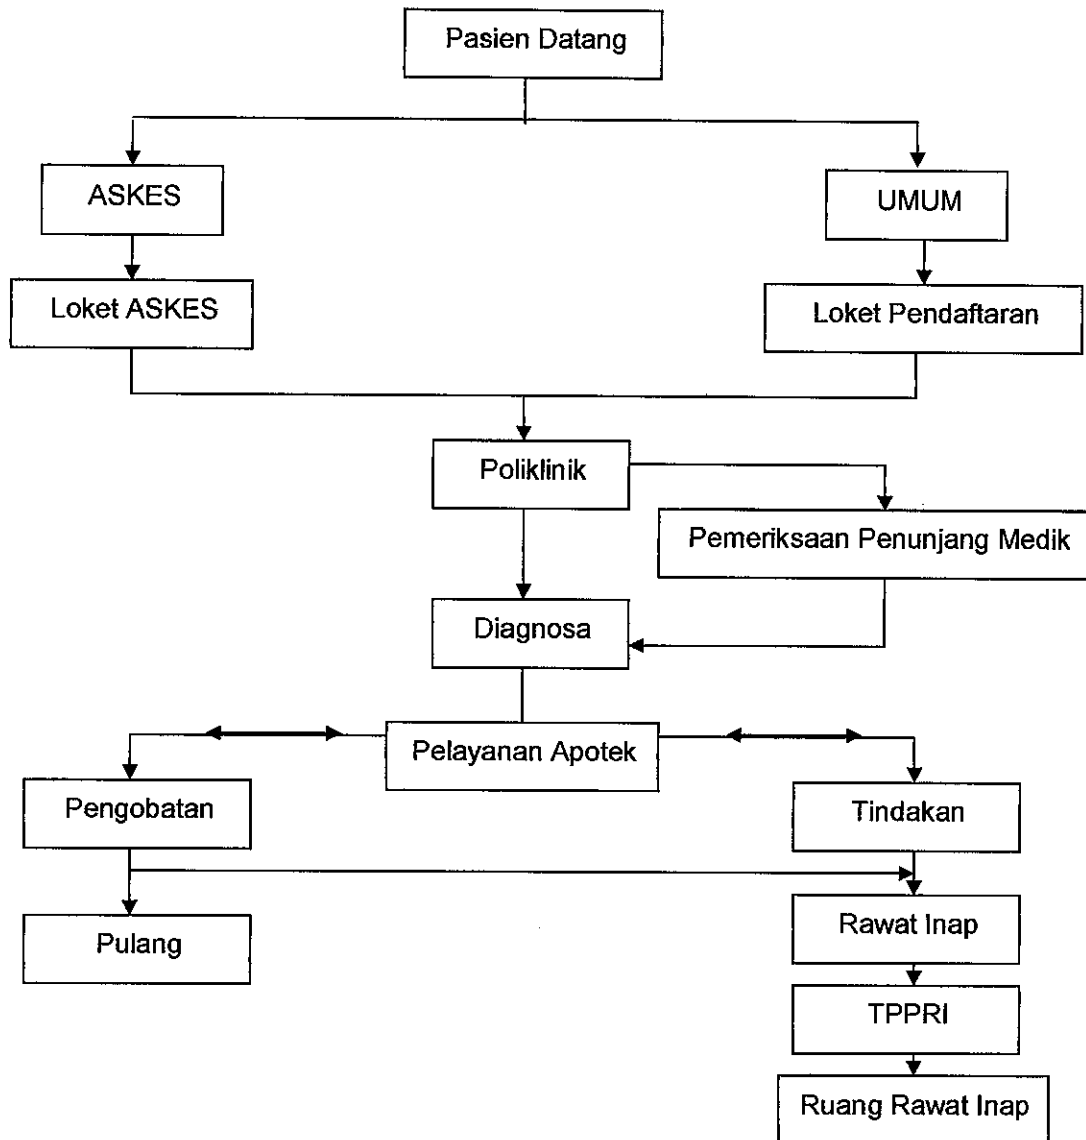 Pasien Datang
ASKES
UMUM
Loket ASKES
Loket Pendaftaran
Poliklinik
Pemeriksaan Penunjang Medik
Diagnosa
Pelayanan Apotek
Pengobatan
Tindakan
Pulang
Rawat Inap
TPPRI
Ruang Rawat Inap